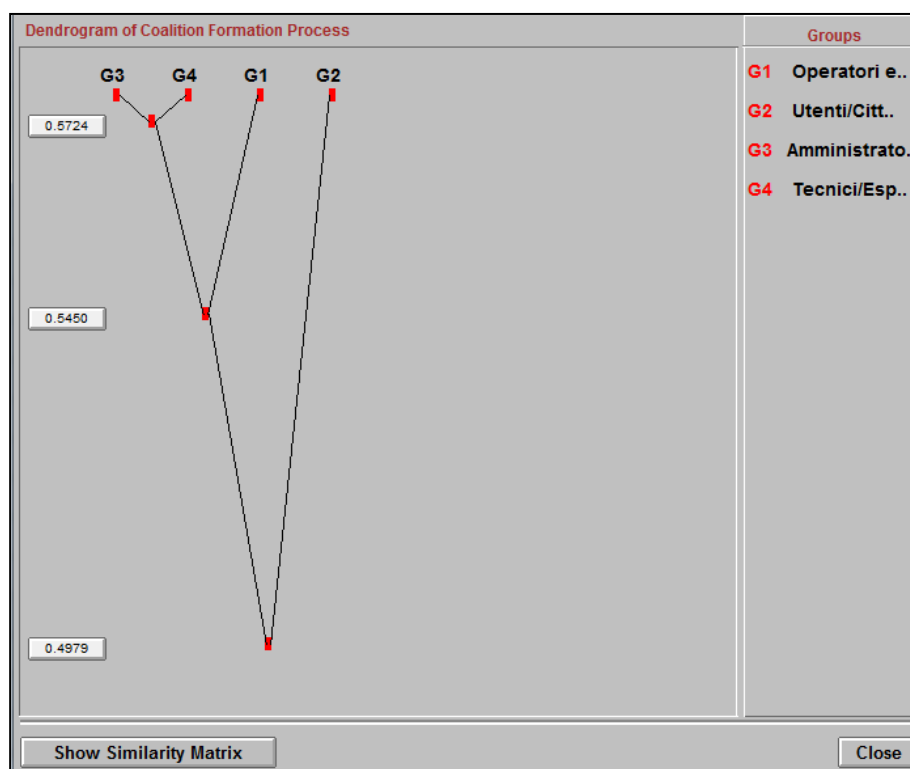 Dendrogram of Coalition Formation Process
Groups
G3 G4 G1 G2
G1 Operatori e..
G2 Utenti/Citt..
G3 Amministrato.
G4 Tecnici/Esp..
0.5724
0.5450
0.4979
Show Similarity Matrix
Close